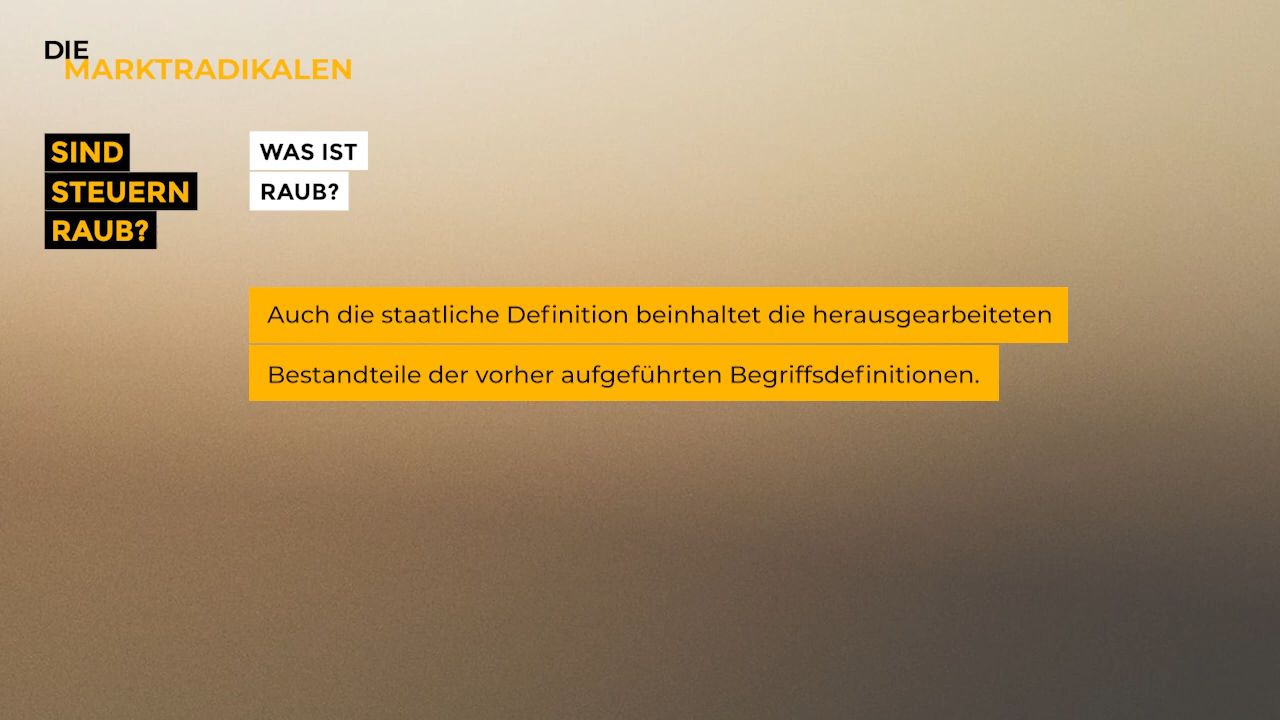 DIE
MARKTRADIKALEN
SIND
STEUERN
RAUB?
WAS IST
RAUB?
Auch die staatliche Definition beinhaltet die herausgearbeiteten
Bestandteile der vorher aufgeführten Begriffsdefinitionen.